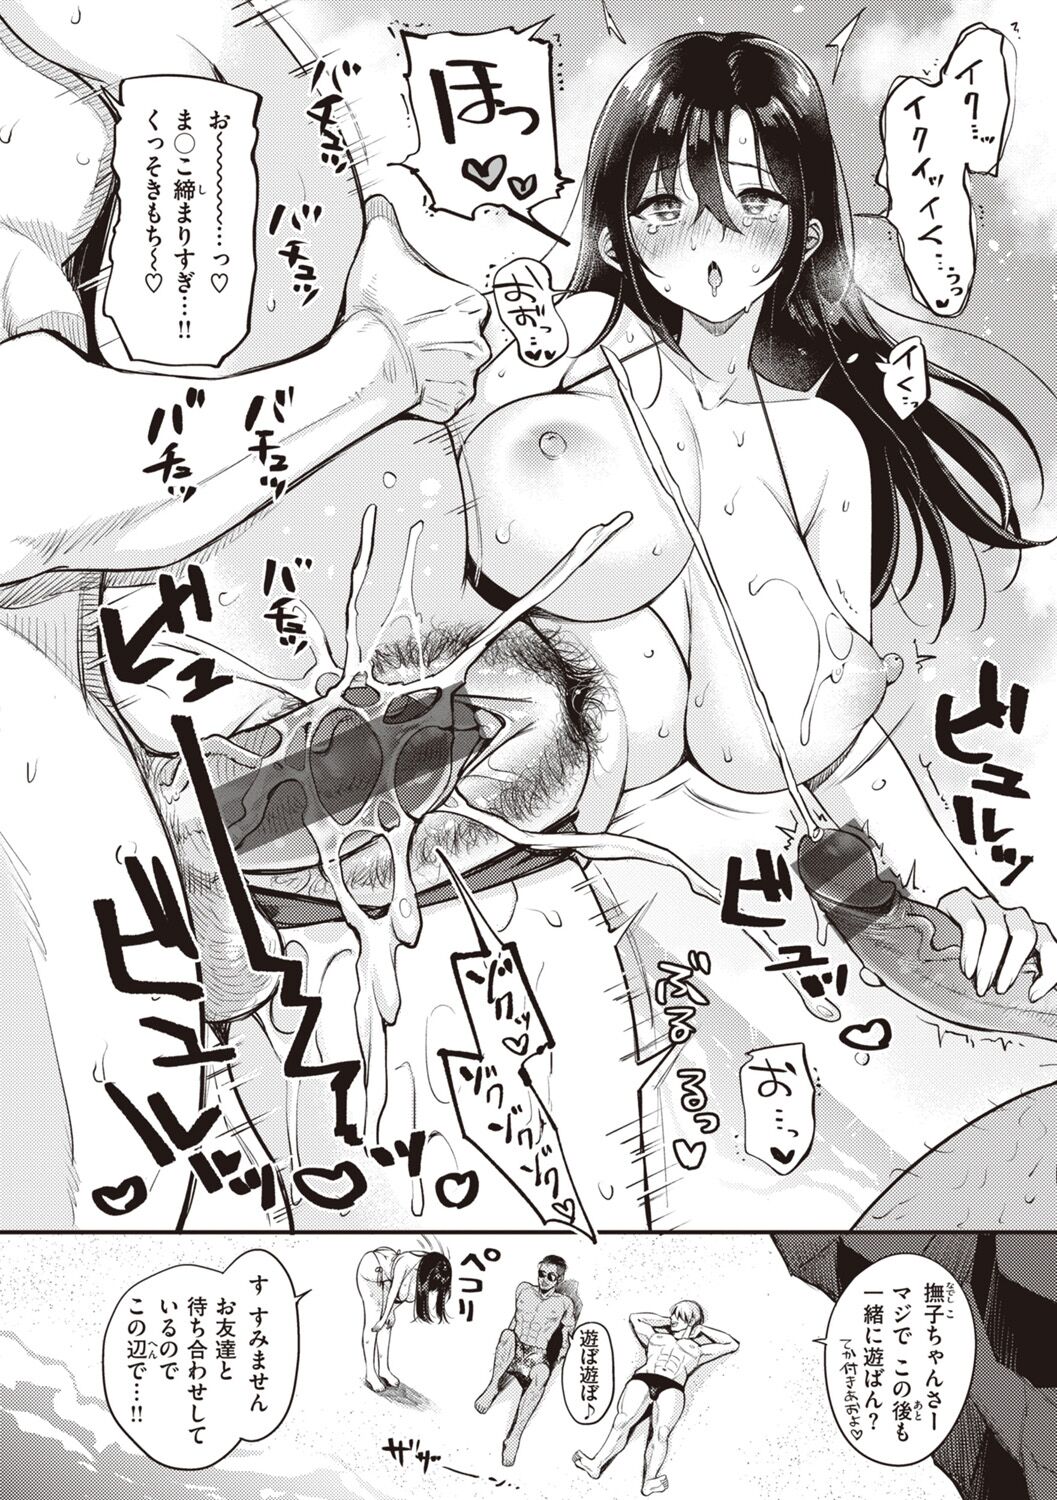 イク…ッ
イクイッ
イく…ぅっ
イく…っ
ほっ
お〜〜〜〜〜…っ♡
ま◯こ締まりすぎ…!!
くっそきもち〜♡
おおっ…
バチュッ
バチュッ
バチュッ
バチュッ
バチュッ
ビュ
ビュルルッ
ビュルルッ
ビュッ
ゾクッ♡
ゾクゾクゾクッ♡
ぶるるっ
ぶるるっ♡
お…っ
撫子ちゃんさー
マジで この後も
一緒に遊ばん?
てか付きあおよ♡
遊ぼ遊ぼ♪
ペコリ
す すみません
お友達と
待ち合わせして
いるので
この辺で…!!
ザザーーン…